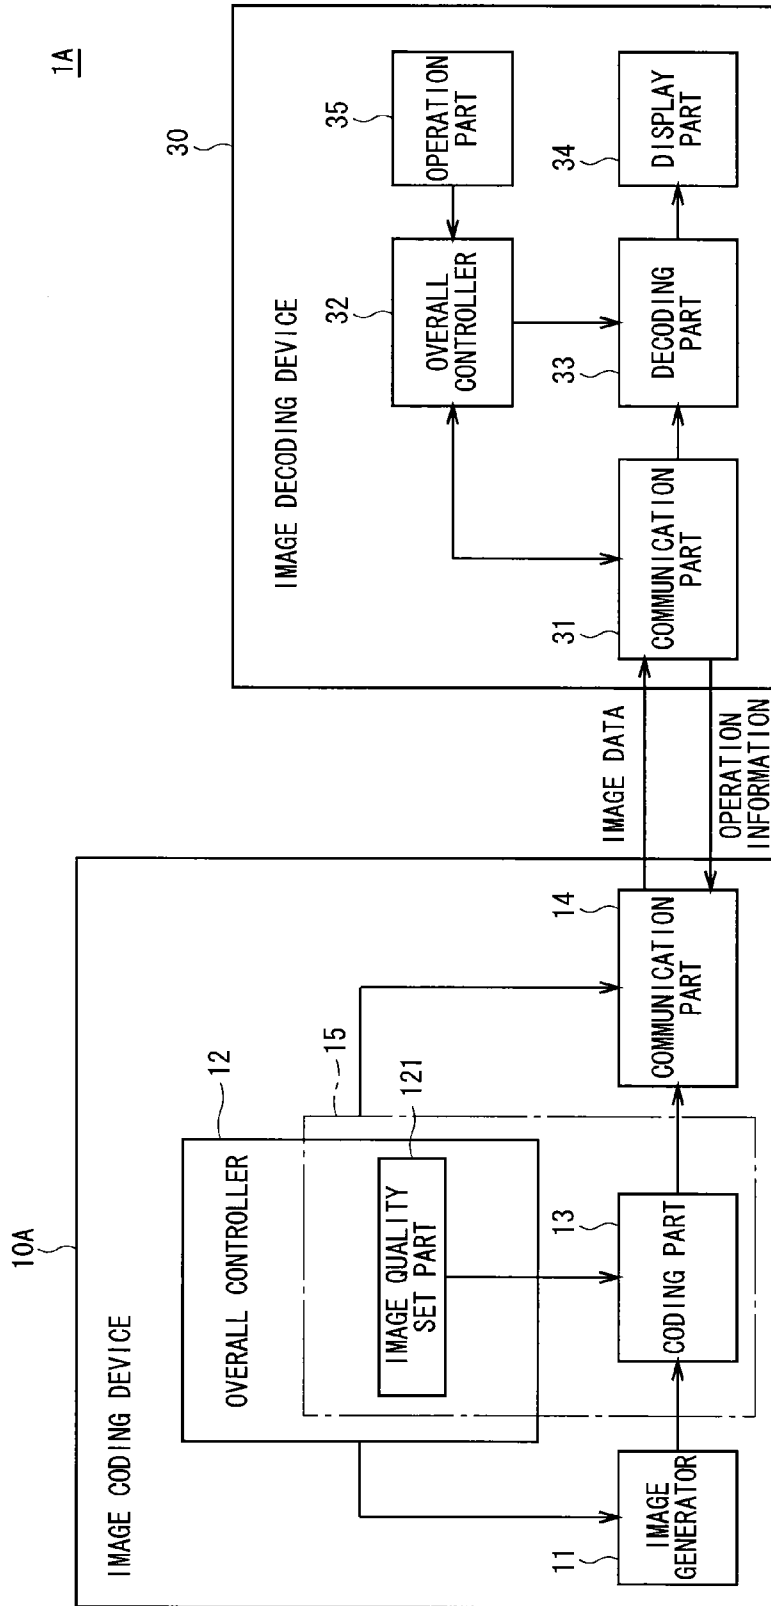 1A
10A
IMAGE CODING DEVICE
12
OVERALL CONTROLLER
15
121
IMAGE QUALITY
SET PART
11
IMAGE
GENERATOR
13
CODING PART
14
COMMUNICATION
PART
IMAGE DATA
OPERATION
INFORMATION
30
IMAGE DECODING DEVICE
32
OVERALL
CONTROLLER
35
OPERATION
PART
31
COMMUNICATION
PART
33
DECODING
PART
34
DISPLAY
PART